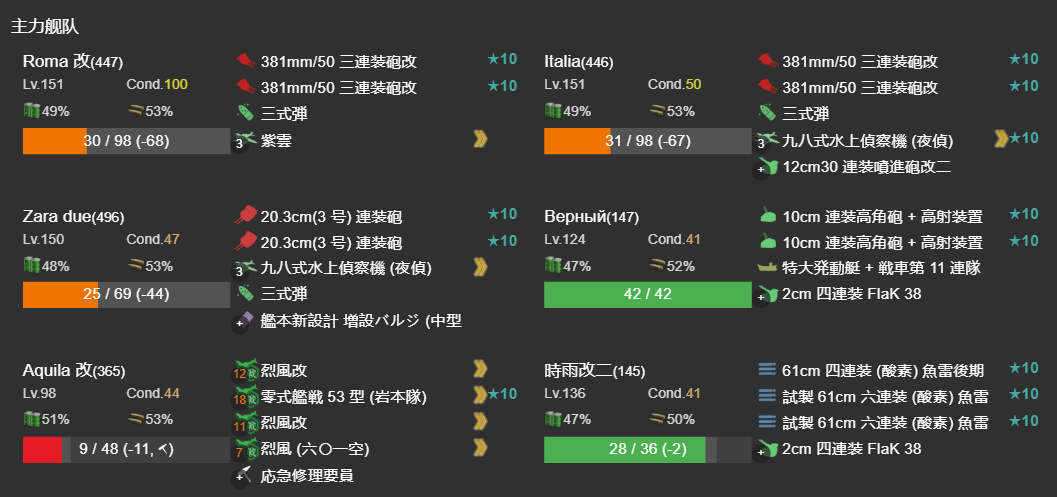 主力舰队
Roma 改(447)
Lv.151 Cond.100
49% 53%
30 / 98 (-68)
381mm/50 三連装砲改 ★10
381mm/50 三連装砲改 ★10
三式弾
3 紫雲
Italia(446)
Lv.151 Cond.50
49% 53%
31 / 98 (-67)
381mm/50 三連装砲改 ★10
381mm/50 三連装砲改 ★10
三式弾
3 九八式水上偵察機 (夜偵) ★10
+ 12cm30 連装噴進砲改二
Zara due(496)
Lv.150 Cond.47
48% 53%
25 / 69 (-44)
20.3cm(3 号) 連装砲 ★10
20.3cm(3 号) 連装砲 ★10
3 九八式水上偵察機 (夜偵)
三式弾
+ 艦本新設計 増設バルジ (中型
Верный(147)
Lv.124 Cond.41
47% 52%
42 / 42
10cm 連装高角砲 + 高射装置 ★10
10cm 連装高角砲 + 高射装置 ★10
特大発動艇 + 戦車第 11 連隊
+ 2cm 四連装 FlaK 38
Aquila 改(365)
Lv.98 Cond.44
51% 53%
9 / 48 (-11, )
12 烈風改
18 零式艦戦 53 型 (岩本隊) ★10
11 烈風改
7 烈風 (六〇一空)
+ 応急修理要員
時雨改二(145)
Lv.136 Cond.41
47% 50%
28 / 36 (-2)
61cm 四連装 (酸素) 魚雷後期 ★10
試製 61cm 六連装 (酸素) 魚雷 ★10
試製 61cm 六連装 (酸素) 魚雷 ★10
+ 2cm 四連装 FlaK 38